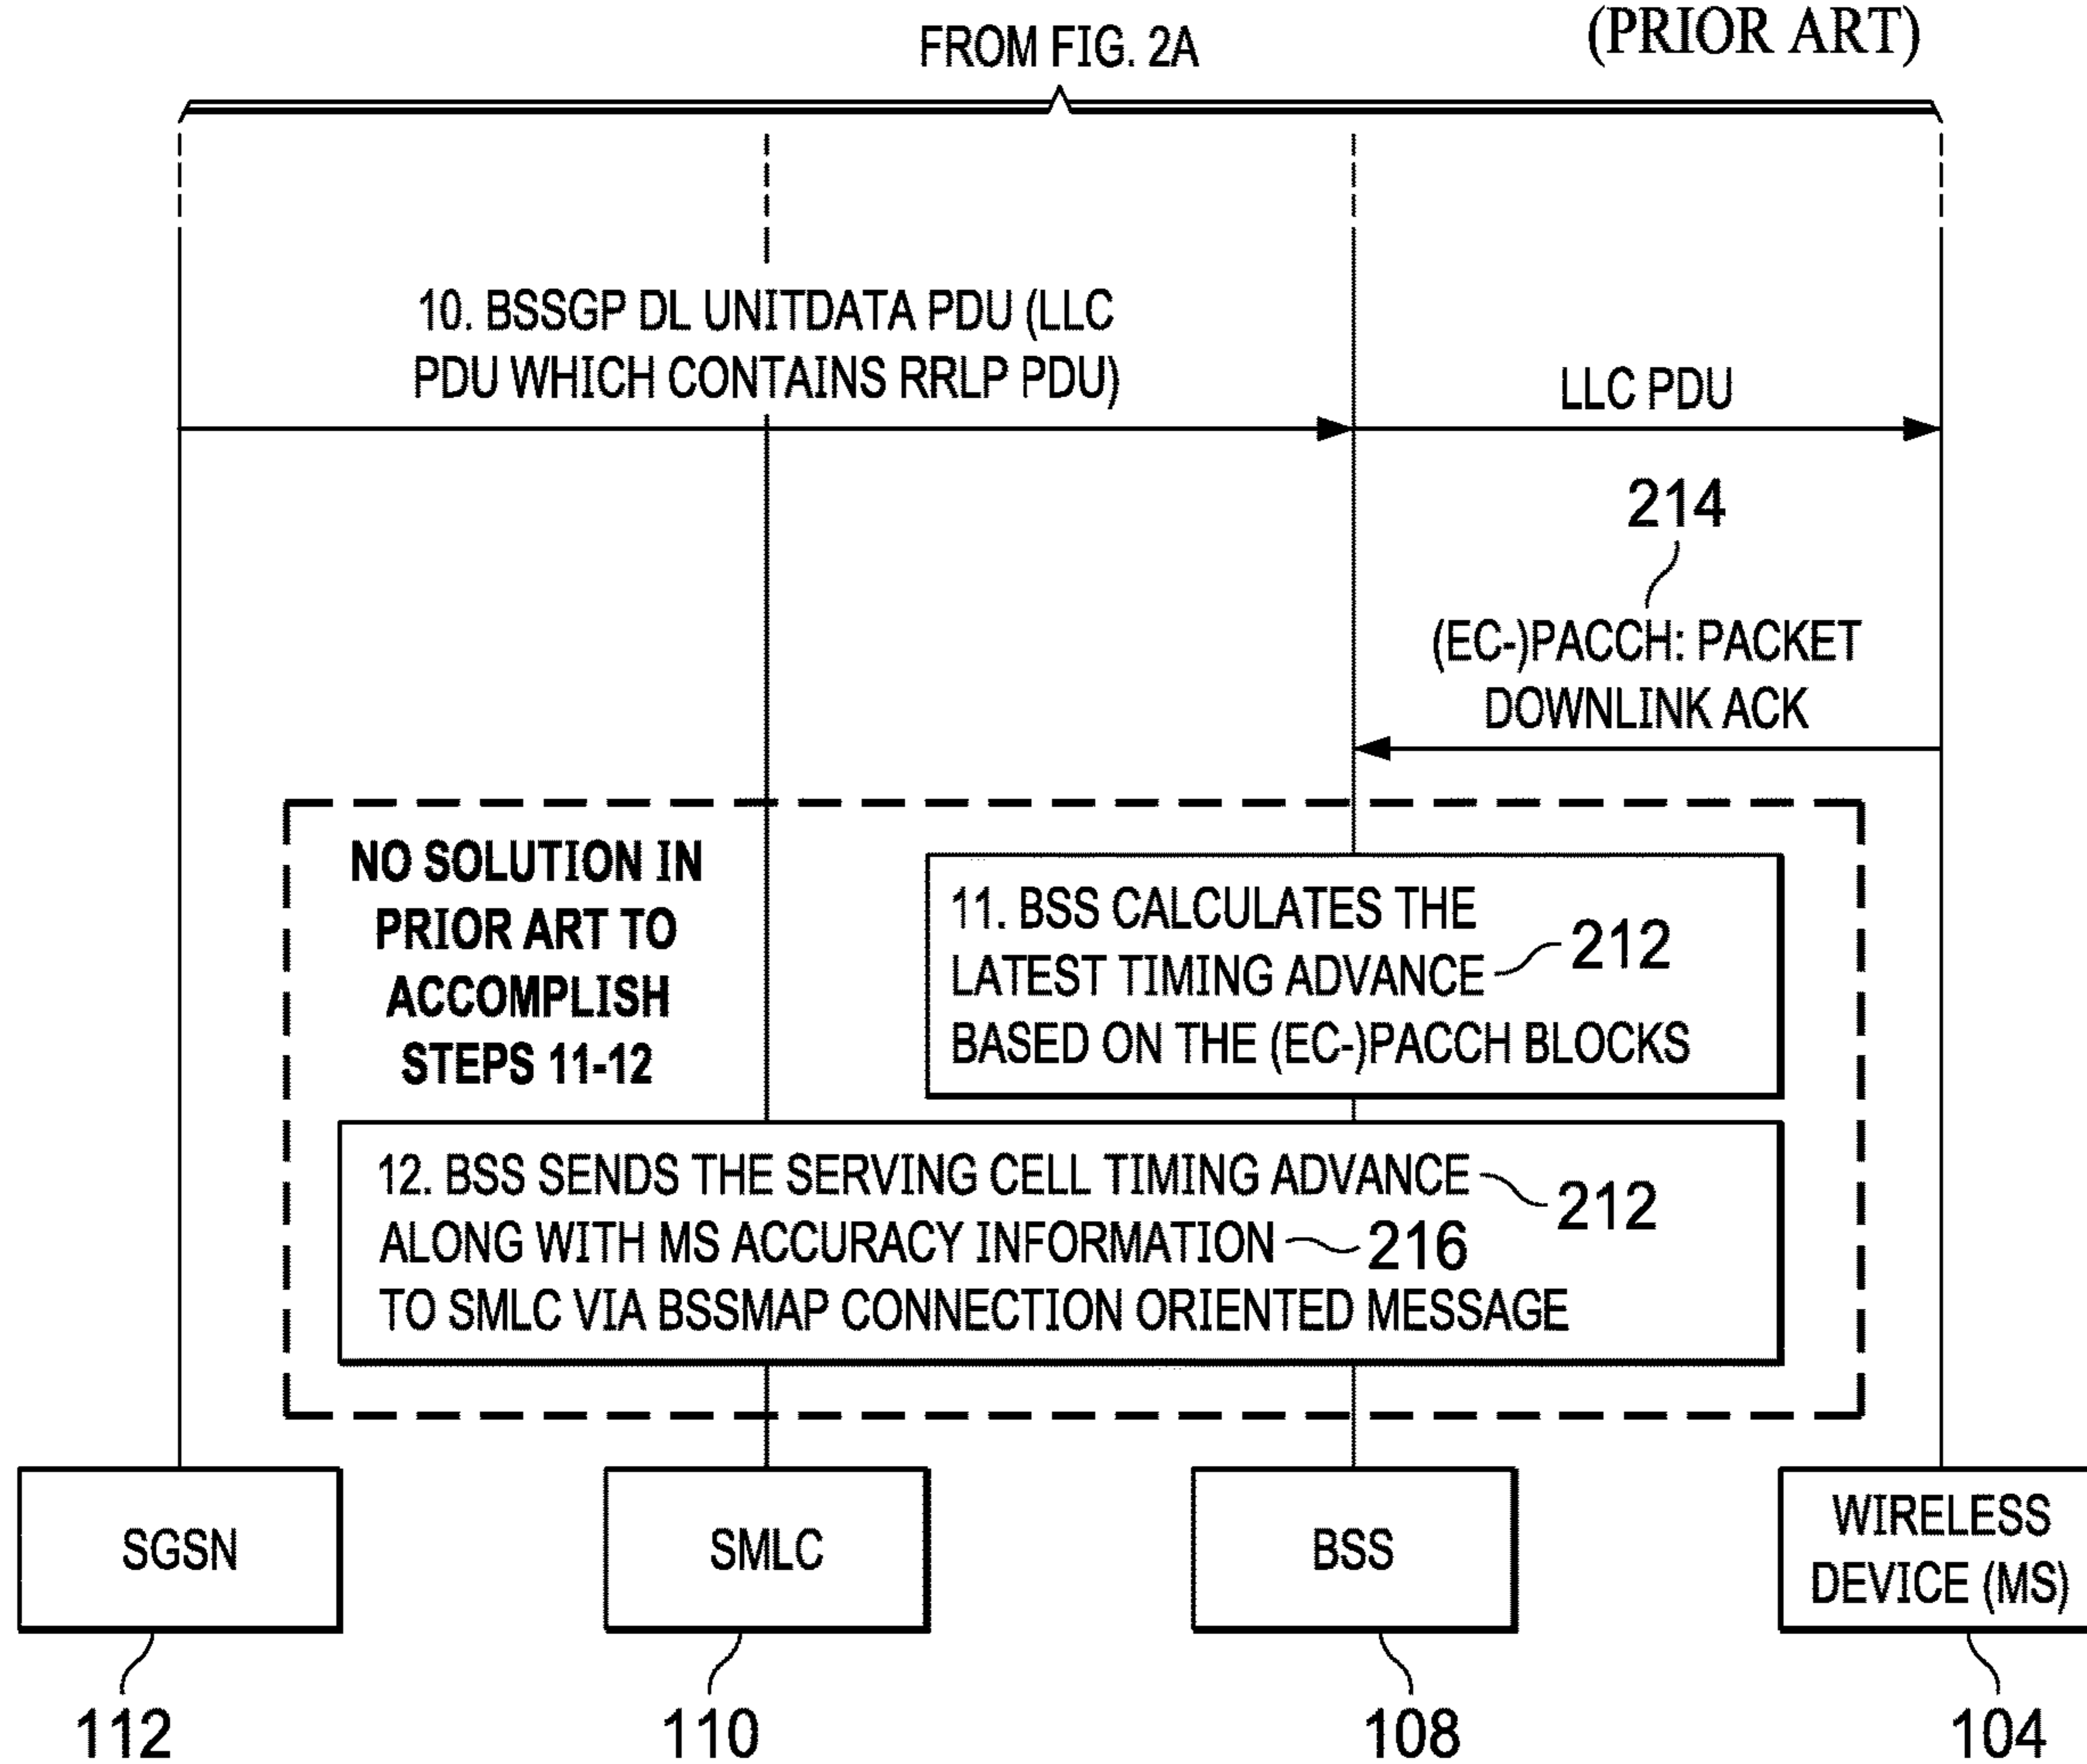 (PRIOR ART)
FROM FIG. 2A
10. BSSGP DL UNITDATA PDU (LLC
PDU WHICH CONTAINS RRLP PDU)
LLC PDU
214
(EC-)PACCH: PACKET
DOWNLINK ACK
NO SOLUTION IN
PRIOR ART TO
ACCOMPLISH
STEPS 11-12
11. BSS CALCULATES THE
LATEST TIMING ADVANCE 212
BASED ON THE (EC-)PACCH BLOCKS
12. BSS SENDS THE SERVING CELL TIMING ADVANCE 212
ALONG WITH MS ACCURACY INFORMATION 216
TO SMLC VIA BSSMAP CONNECTION ORIENTED MESSAGE
SGSN
SMLC
BSS
WIRELESS
DEVICE (MS)
112
110
108
104